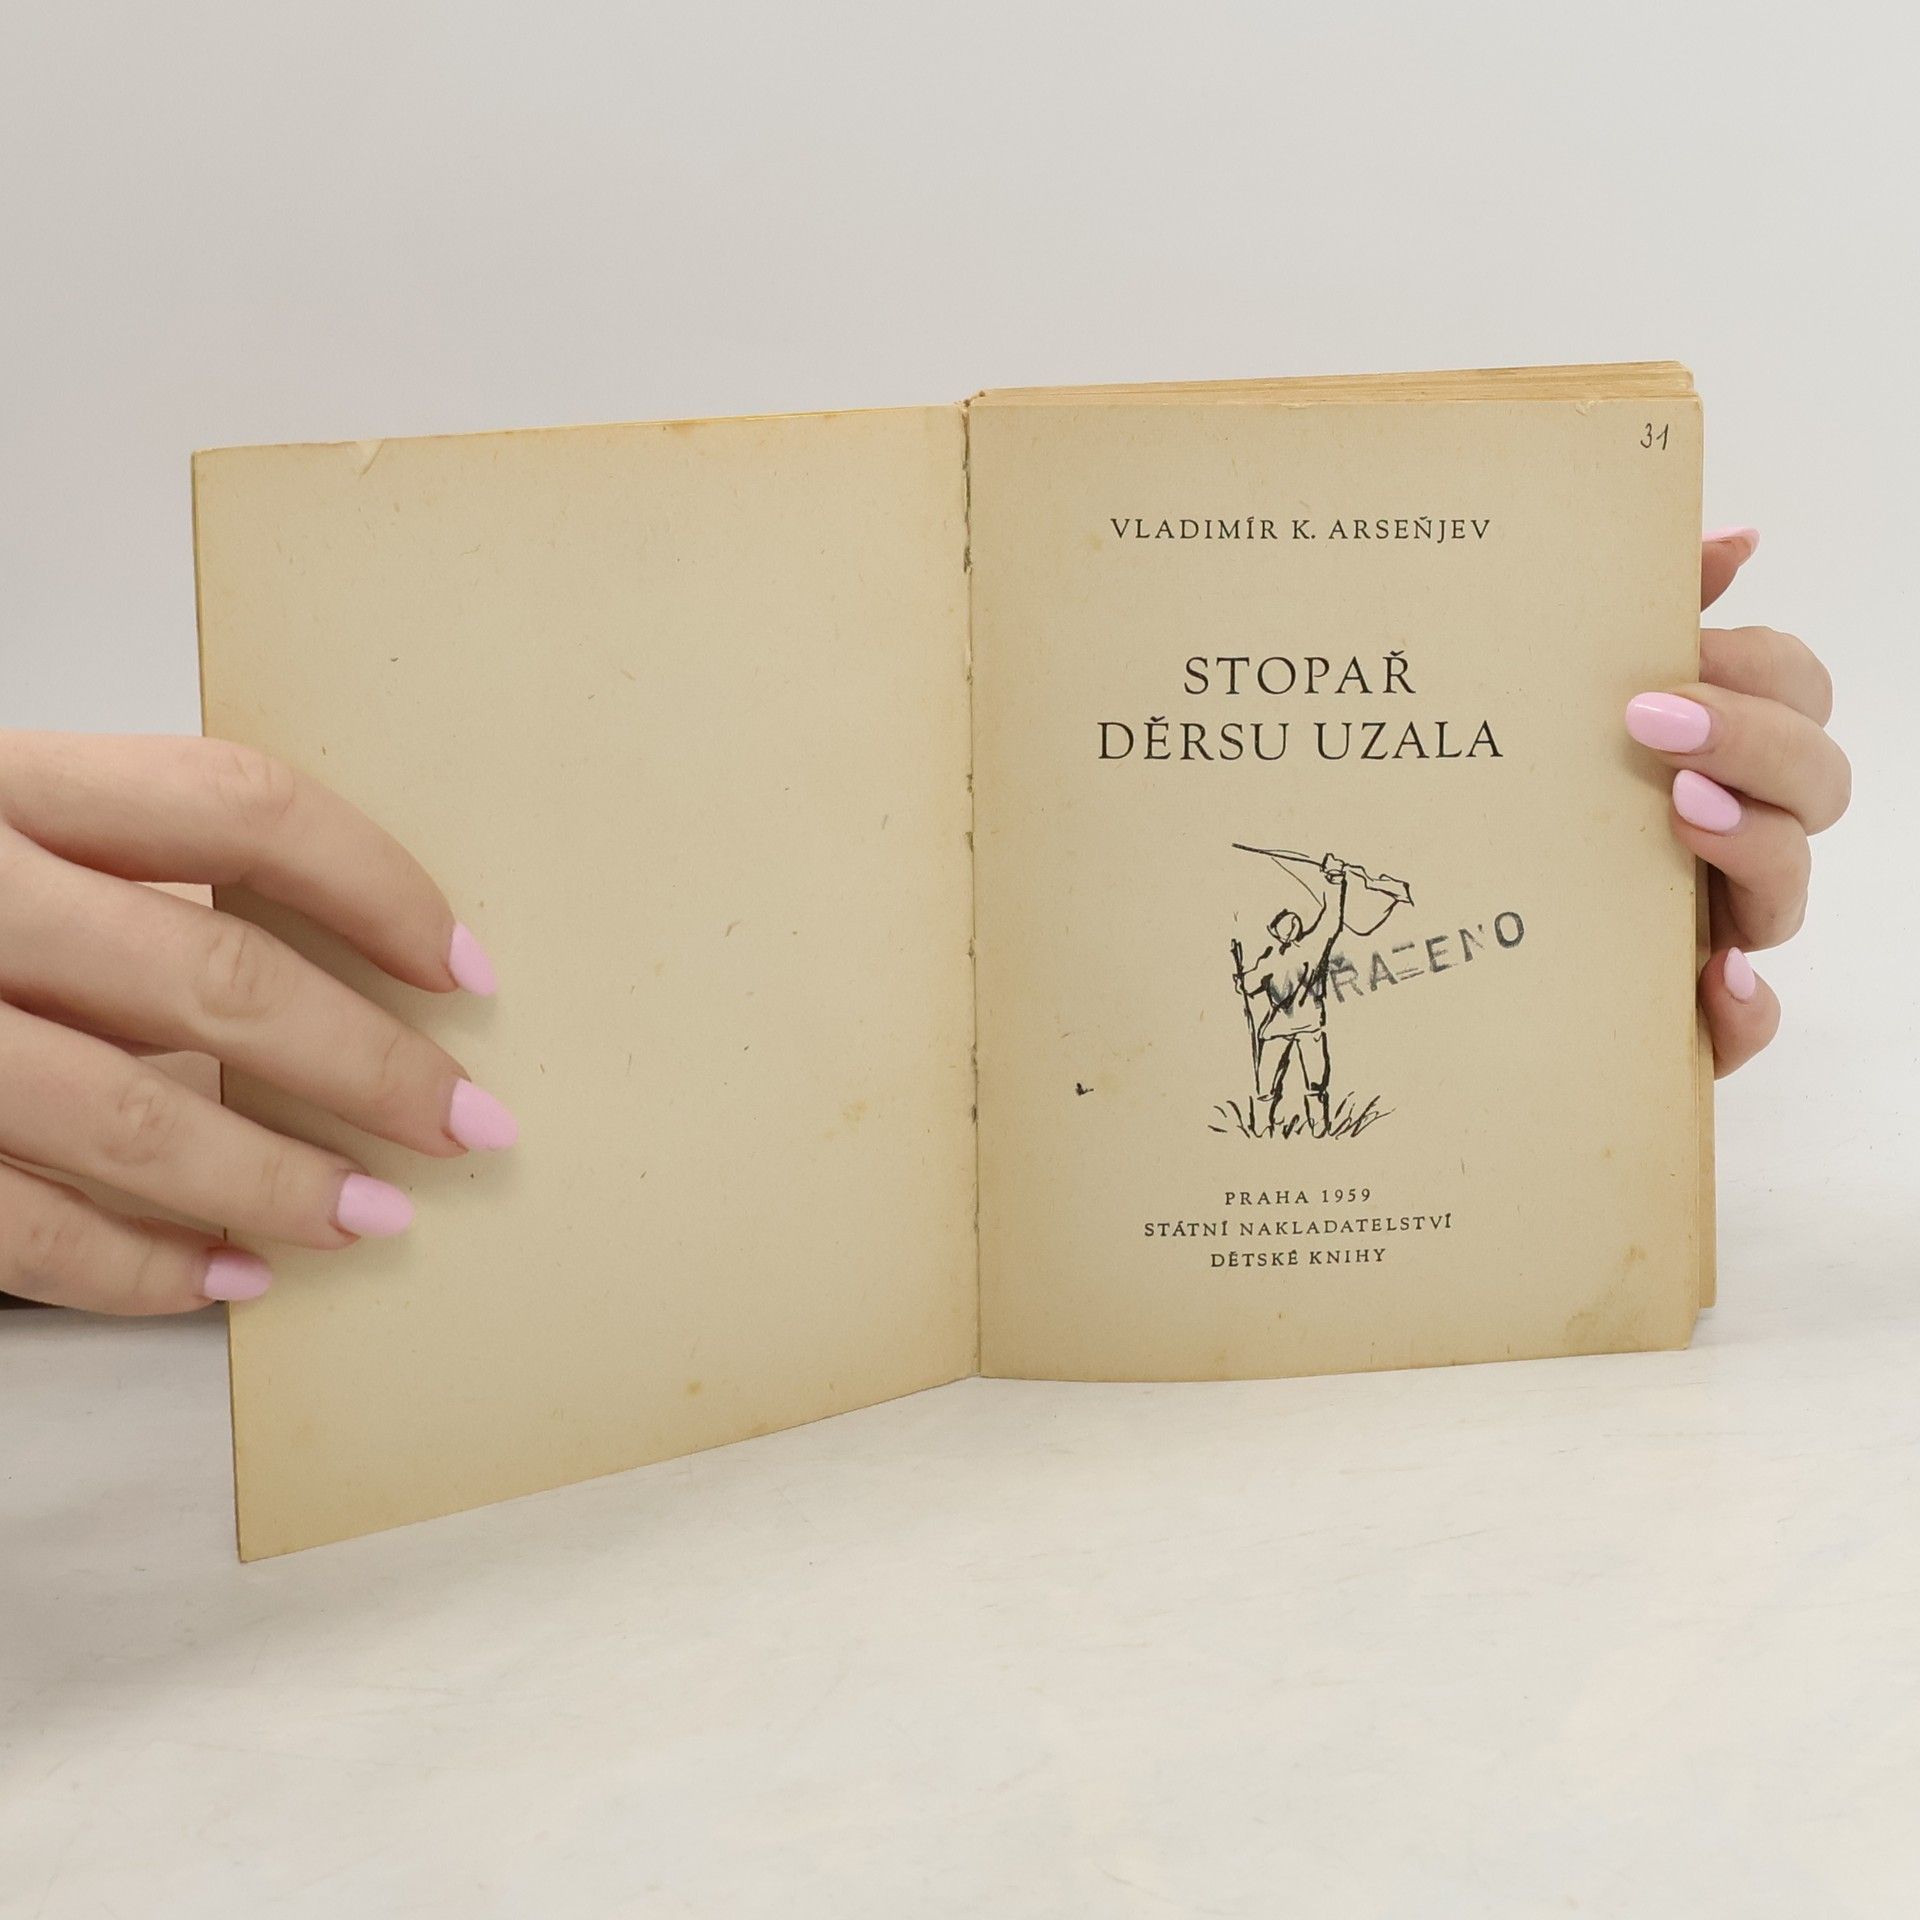 31
VLADIMÍR K. ARSEŇJEV
STOPAŘ
DĚRSU UZALA
VYŘAZENO
PRAHA 1959
STÁTNÍ NAKLADATELSTVÍ
DĚTSKÉ KNIHY